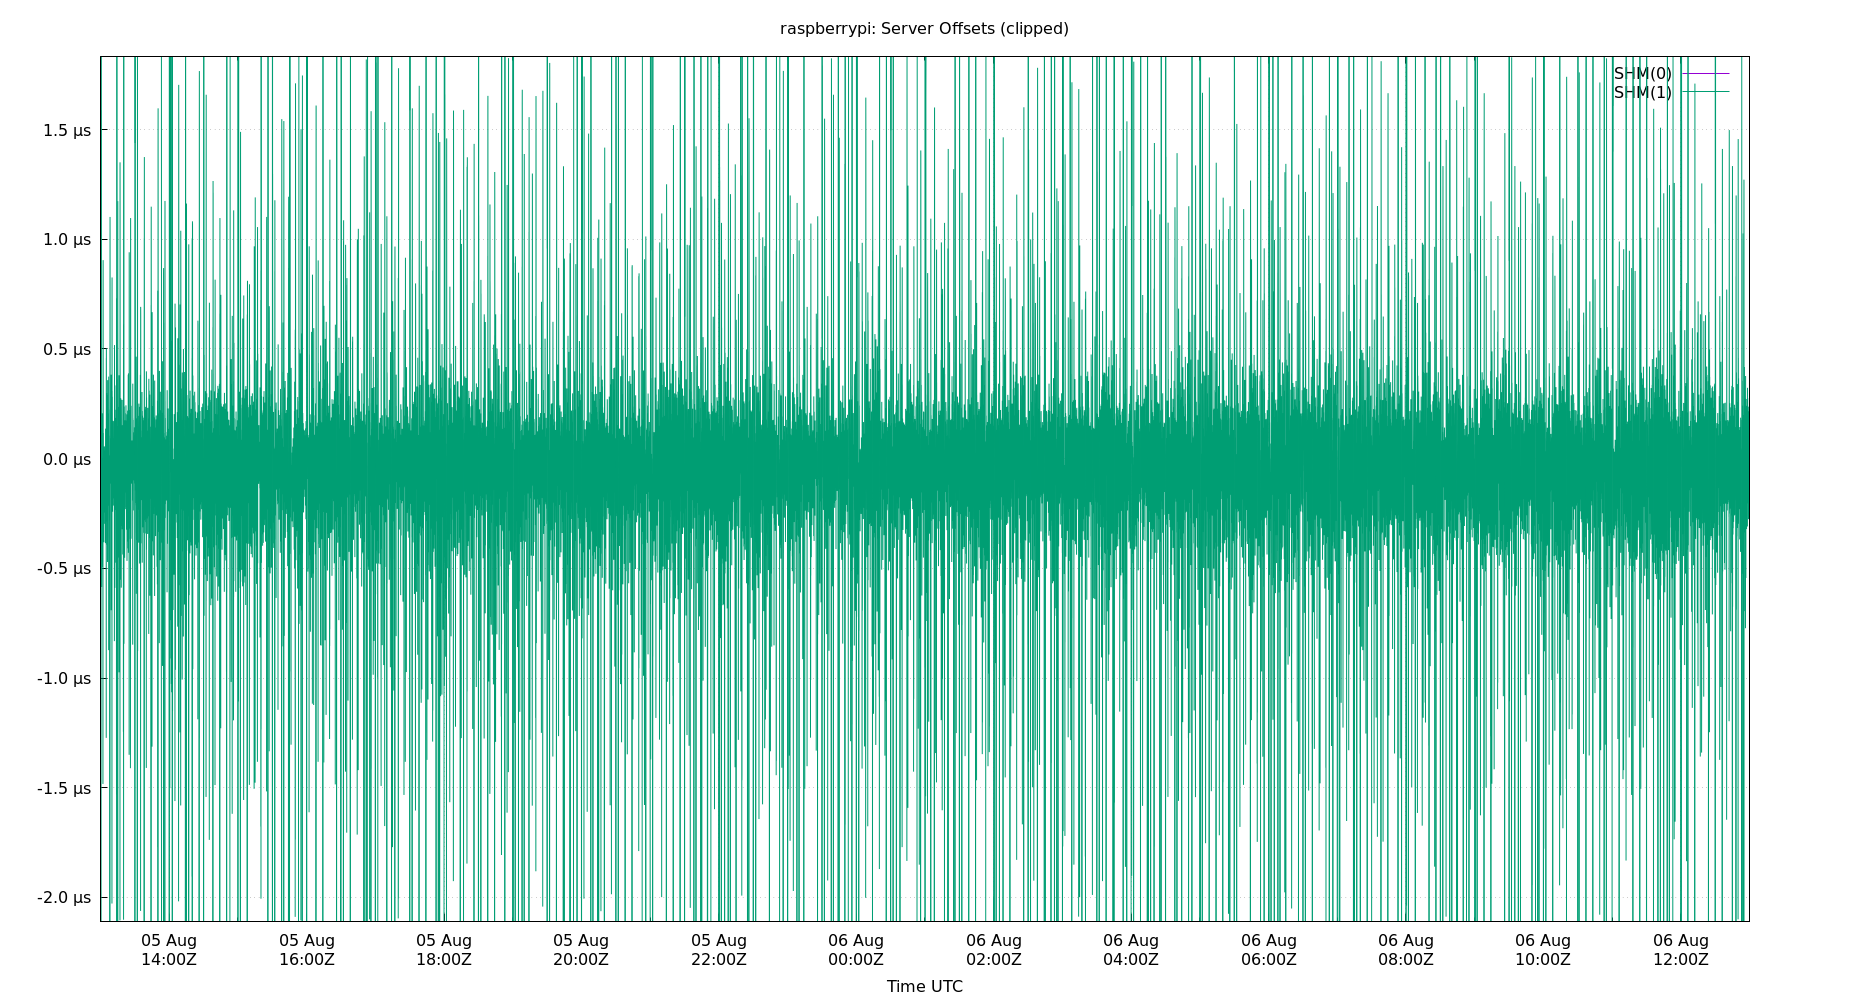 raspberrypi: Server Offsets (clipped)
SHM(0)
SHM(1)
1.5 µs
1.0 µs
0.5 µs
0.0 µs
-0.5 µs
-1.0 µs
-1.5 µs
-2.0 µs
05 Aug 05 Aug 05 Aug 05 Aug 05 Aug 06 Aug 06 Aug 06 Aug 06 Aug 06 Aug 06 Aug 06 Aug
14:00Z 16:00Z 18:00Z 20:00Z 22:00Z 00:00Z 02:00Z 04:00Z 06:00Z 08:00Z 10:00Z 12:00Z
Time UTC